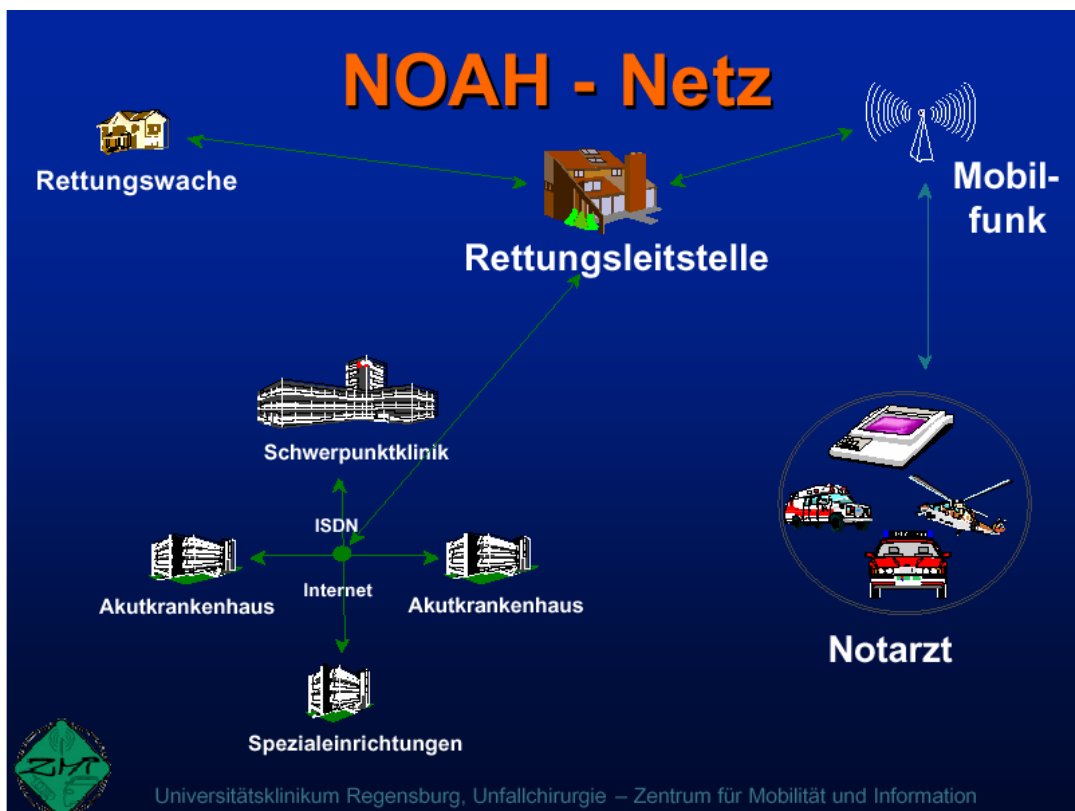 NOAH - Netz
Rettungswache
Mobil-
funk
Rettungsleitstelle
Schwerpunktklinik
ISDN
Internet
Akutkrankenhaus
Akutkrankenhaus
Notarzt
Spezialeinrichtungen
ZMI
Universitätsklinikum Regensburg, Unfallchirurgie – Zentrum für Mobilität und Information